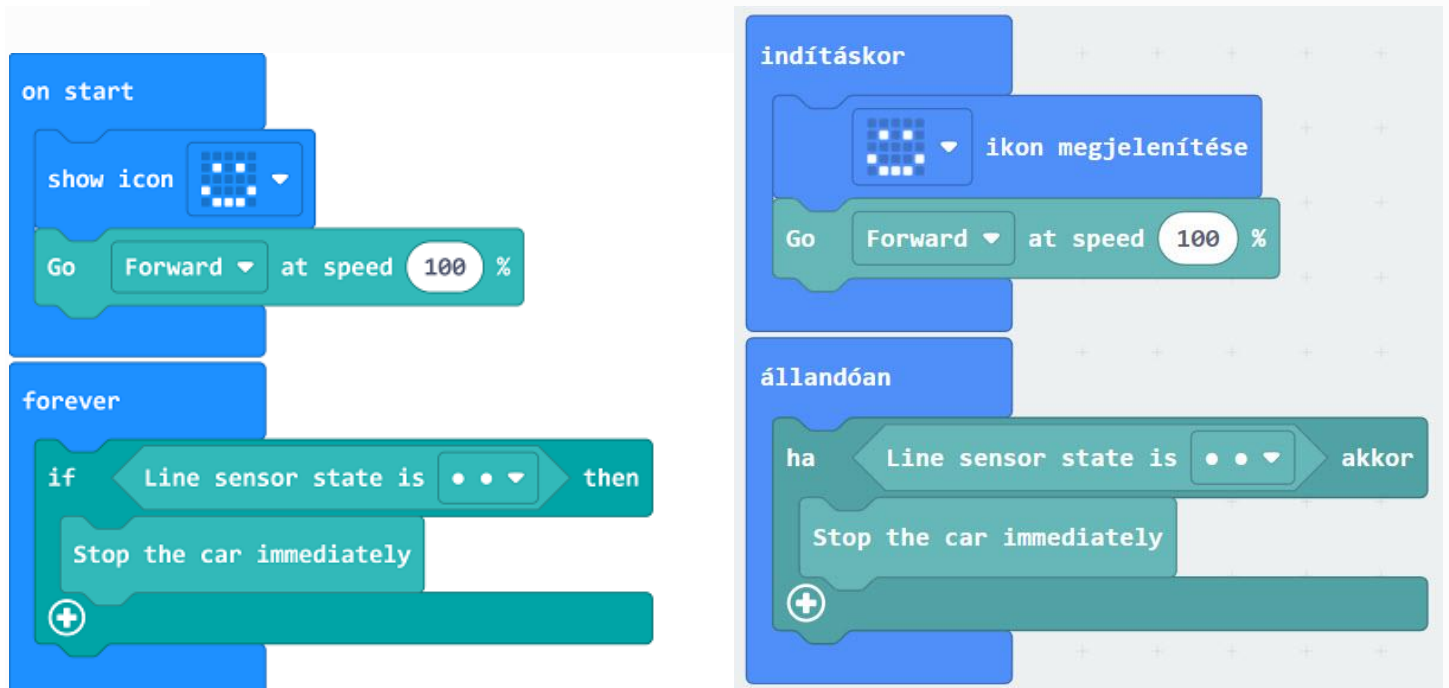 on start
show icon
Go Forward at speed 100 %
forever
if Line sensor state is then
Stop the car immediately
indításkor
ikon megjelenítése
Go Forward at speed 100 %
állandóan
ha Line sensor state is akkor
Stop the car immediately